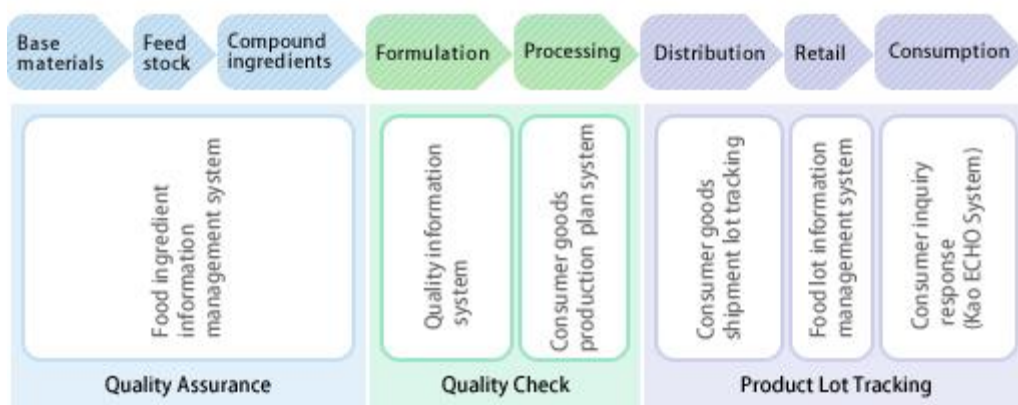 Base
materials
Feed
stock
Compound
ingredients
Formulation
Processing
Distribution
Retail
Consumption
Food ingredient
information
management system
Quality information
system
Consumer goods
production plan system
Consumer goods
shipment lot tracking
Food lot information
management system
Consumer inquiry
response
(Kao ECHO System)
Quality Assurance
Quality Check
Product Lot Tracking